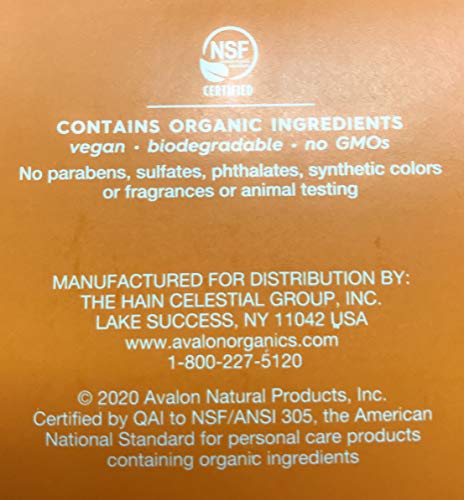 NSF
CERTIFIED
CONTAINS ORGANIC INGREDIENTS
vegan • biodegradable • no GMOs
No parabens, sulfates, phthalates, synthetic colors
or fragrances or animal testing
MANUFACTURED FOR DISTRIBUTION BY:
THE HAIN CELESTIAL GROUP, INC.
LAKE SUCCESS, NY 11042 USA
www.avalonorganics.com
1-800-227-5120
© 2020 Avalon Natural Products, Inc.
Certified by QAI to NSF/ANSI 305, the American
National Standard for personal care products
containing organic ingredients